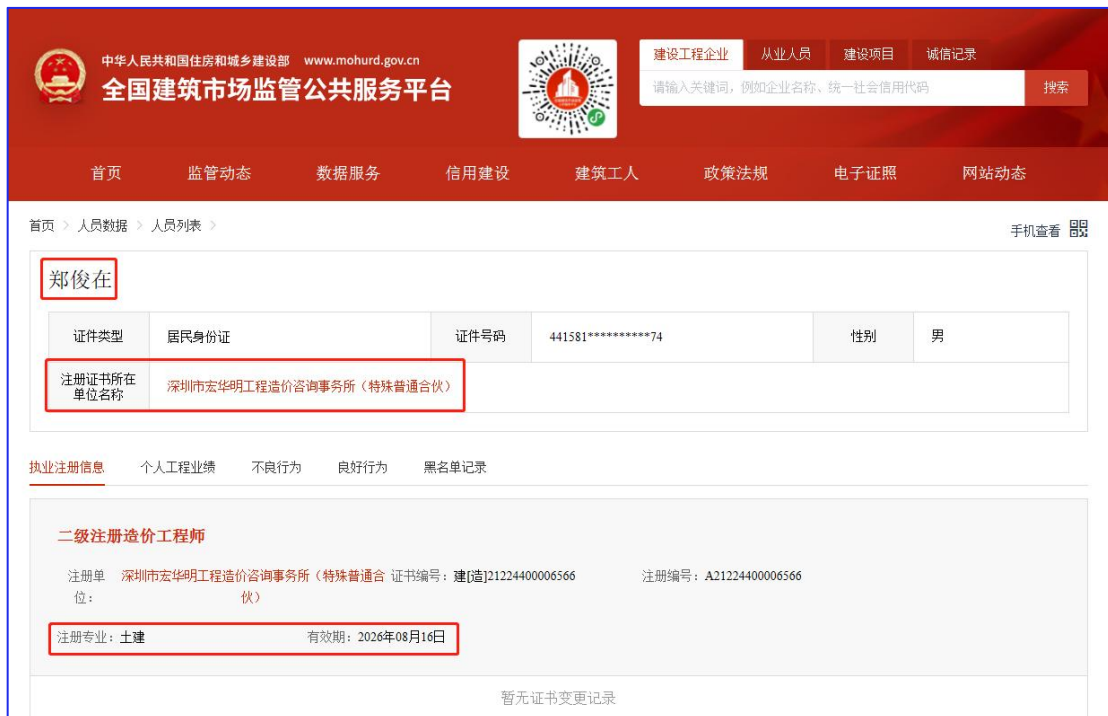 中华人民共和国住房和城乡建设部 www.mohurd.gov.cn
全国建筑市场监管公共服务平台
建设工程企业 从业人员 建设项目 诚信记录
请输入关键词，例如企业名称、统一社会信用代码 搜索
首页 监管动态 数据服务 信用建设 建筑工人 政策法规 电子证照 网站动态
首页 > 人员数据 > 人员列表 >
手机查看
郑俊在
证件类型 居民身份证 证件号码 441581**********74 性别 男
注册证书所在
单位名称
深圳市宏华明工程造价咨询事务所（特殊普通合伙）
执业注册信息 个人工程业绩 不良行为 良好行为 黑名单记录
二级注册造价工程师
注册单 深圳市宏华明工程造价咨询事务所（特殊普通合 证书编号：建[造]21224400006566 注册编号：A21224400006566
位： 伙）
注册专业：土建 有效期：2026年08月16日
暂无证书变更记录